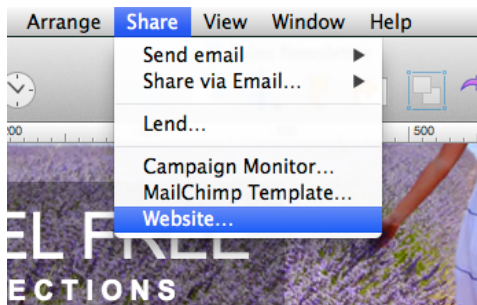 Arrange Share View Window Help
Send email
Share via Email...
Lend...
200 500
Campaign Monitor...
MailChimp Template...
Website...
EL FREE
ECTIONS